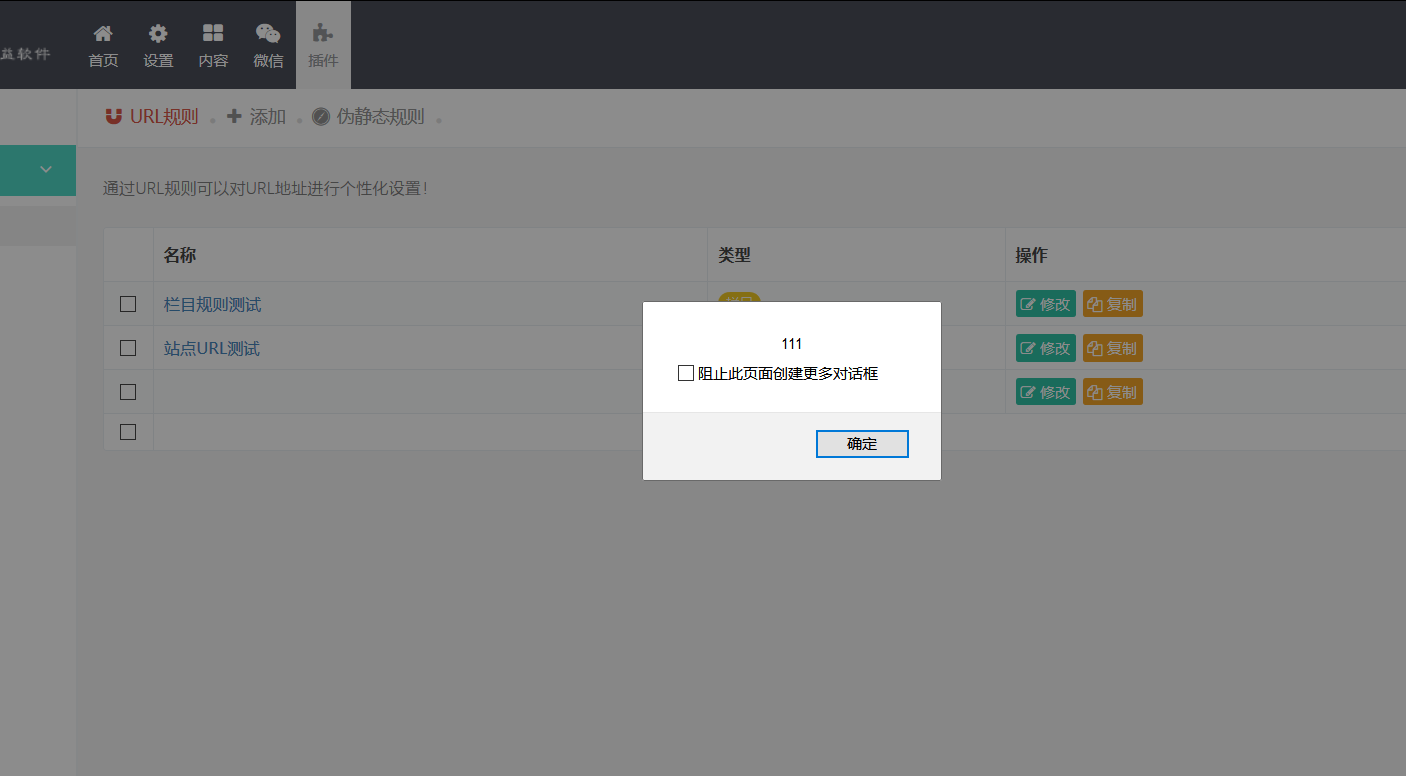 益软件
首页 设置 内容 微信 插件
URL规则 添加 伪静态规则
通过URL规则可以对URL地址进行个性化设置!
名称 类型 操作
栏目规则测试 修改 复制
站点URL测试 修改 复制
修改 复制
111
阻止此页面创建更多对话框
确定